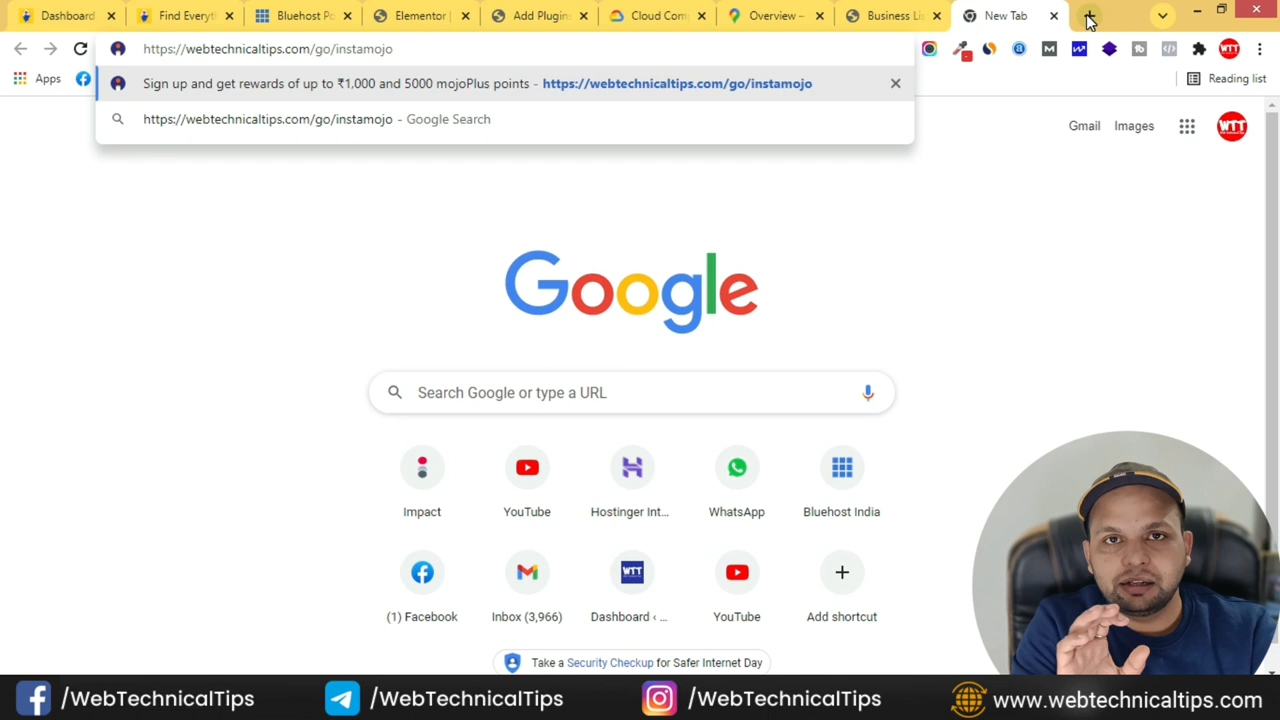 Dashboard
Find Everyt
Bluehost Po
Elementor |
Add Plugins
Cloud Com
Overview –
Business Lis
New Tab
https://webtechnicaltips.com/go/instamojo
Sign up and get rewards of up to ₹1,000 and 5000 mojoPlus points - https://webtechnicaltips.com/go/instamojo
https://webtechnicaltips.com/go/instamojo - Google Search
Apps
Reading list
Gmail
Images
WTT
Google
Search Google or type a URL
Impact
YouTube
Hostinger Int...
WhatsApp
Bluehost India
(1) Facebook
Inbox (3,966)
Dashboard ‹ ...
YouTube
Add shortcut
Take a Security Checkup for Safer Internet Day
/WebTechnicalTips
/WebTechnicalTips
/WebTechnicalTips
www.webtechnicaltips.com